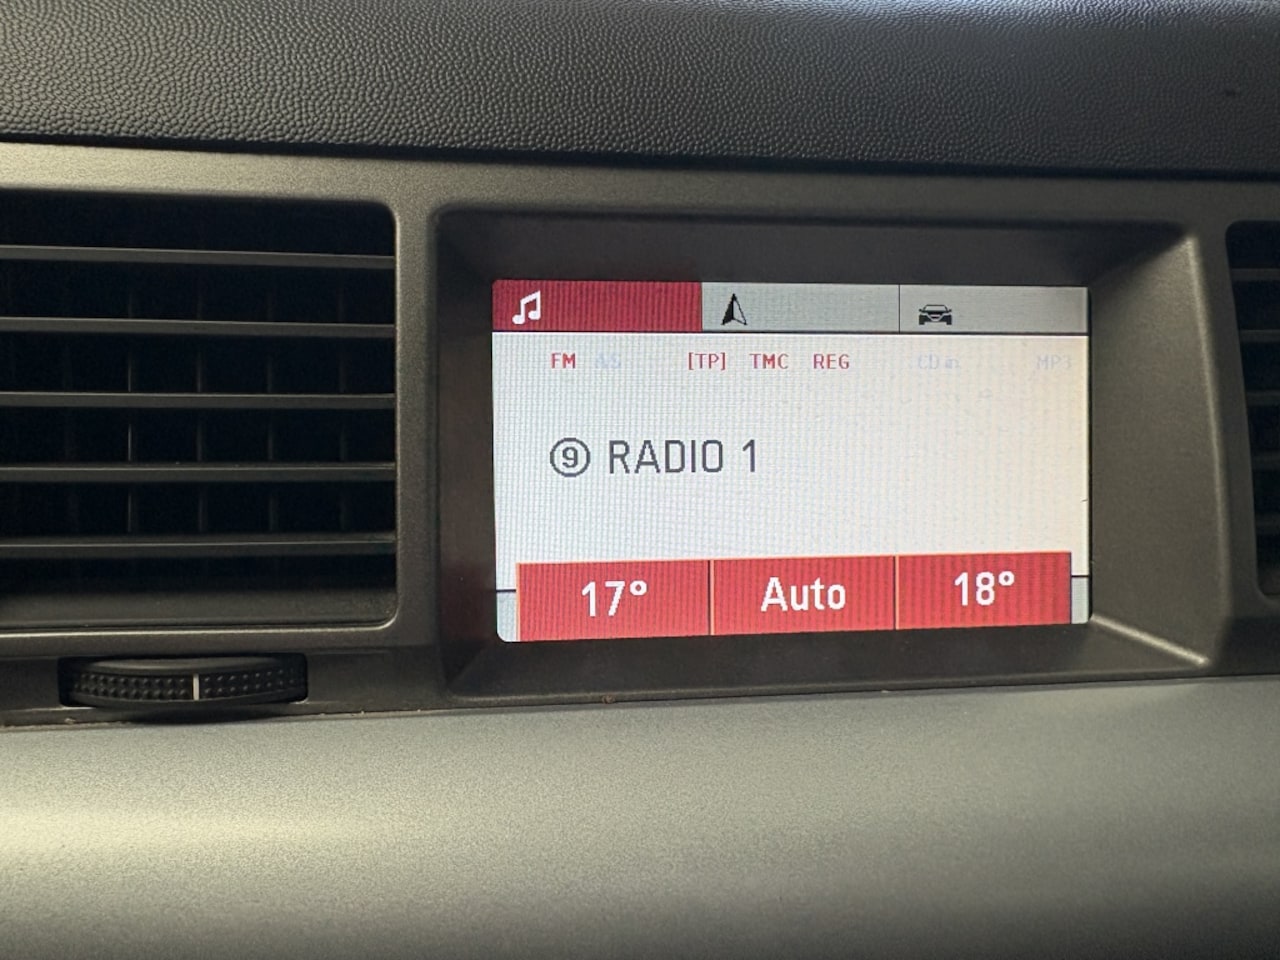 FM AS [TP] TMC REG CD in MP3
9 RADIO 1
17° Auto 18°